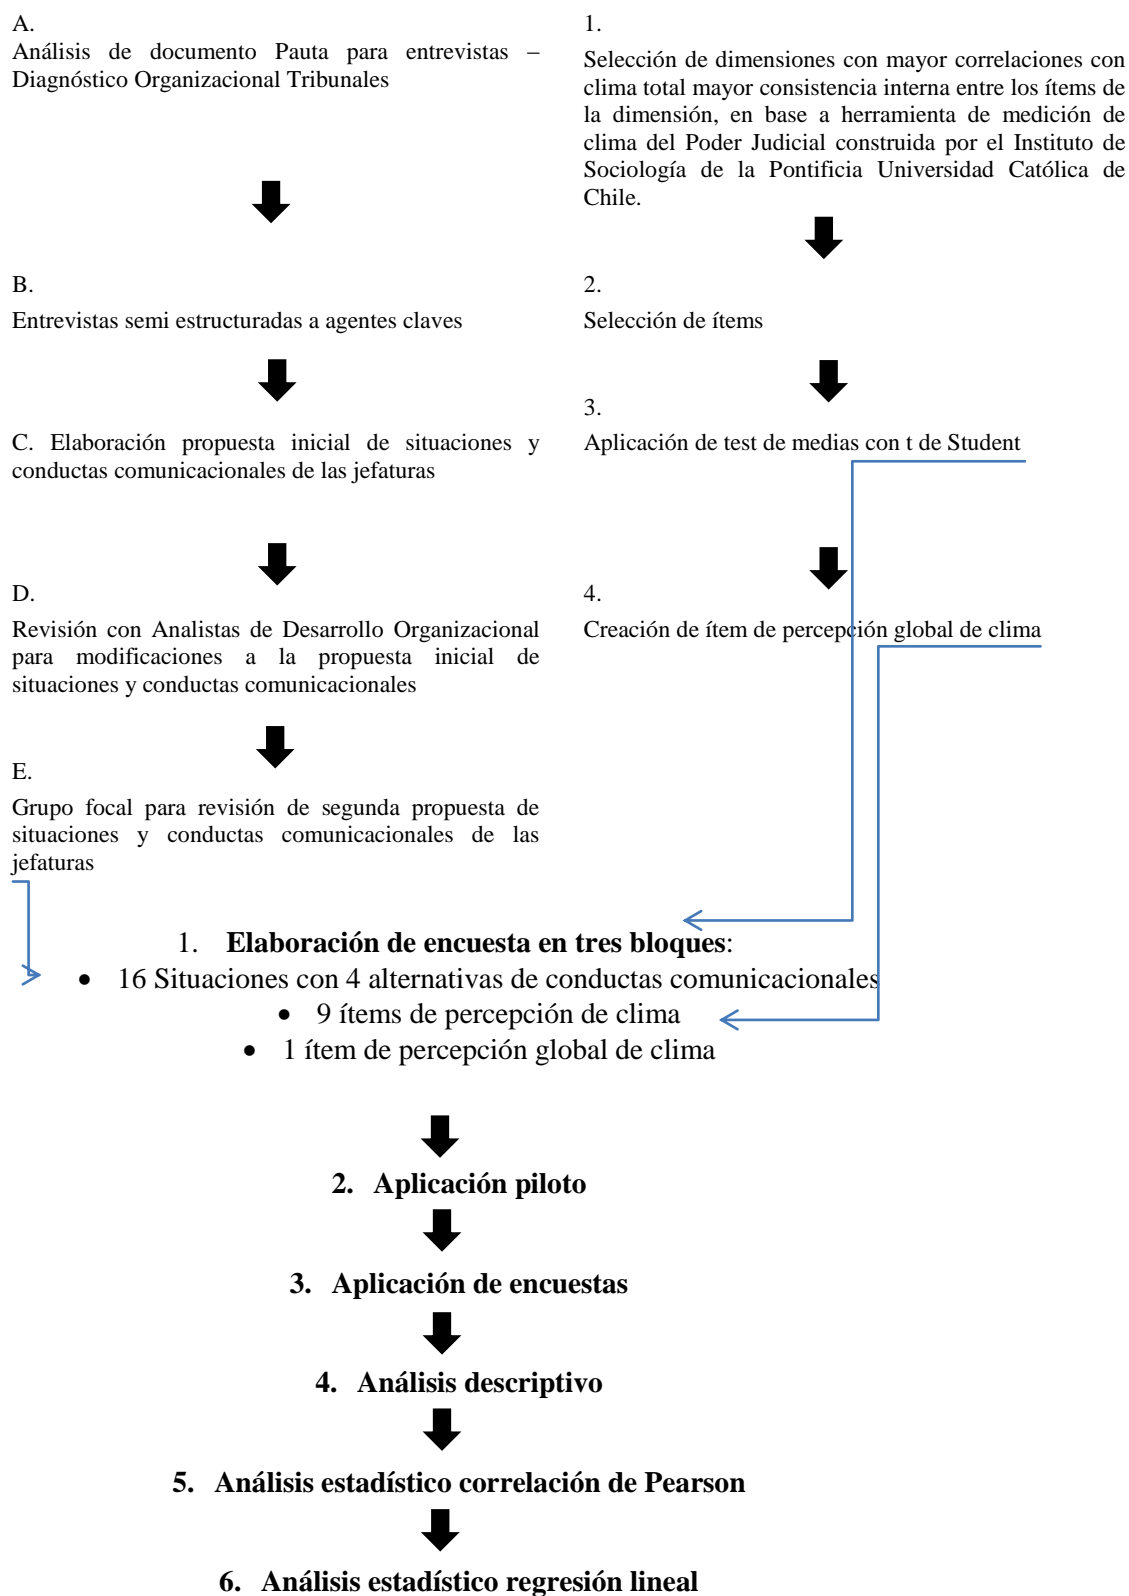 A.
Análisis de documento Pauta para entrevistas –
Diagnóstico Organizacional Tribunales
B.
Entrevistas semi estructuradas a agentes claves
C. Elaboración propuesta inicial de situaciones y
conductas comunicacionales de las jefaturas
D.
Revisión con Analistas de Desarrollo Organizacional
para modificaciones a la propuesta inicial de
situaciones y conductas comunicacionales
E.
Grupo focal para revisión de segunda propuesta de
situaciones y conductas comunicacionales de las
jefaturas
1.
Selección de dimensiones con mayor correlaciones con
clima total mayor consistencia interna entre los ítems de
la dimensión, en base a herramienta de medición de
clima del Poder Judicial construida por el Instituto de
Sociología de la Pontificia Universidad Católica de
Chile.
2.
Selección de ítems
3.
Aplicación de test de medias con t de Student
4.
Creación de ítem de percepción global de clima
1. Elaboración de encuesta en tres bloques:
• 16 Situaciones con 4 alternativas de conductas comunicacionales
• 9 ítems de percepción de clima
• 1 ítem de percepción global de clima
2. Aplicación piloto
3. Aplicación de encuestas
4. Análisis descriptivo
5. Análisis estadístico correlación de Pearson
6. Análisis estadístico regresión lineal